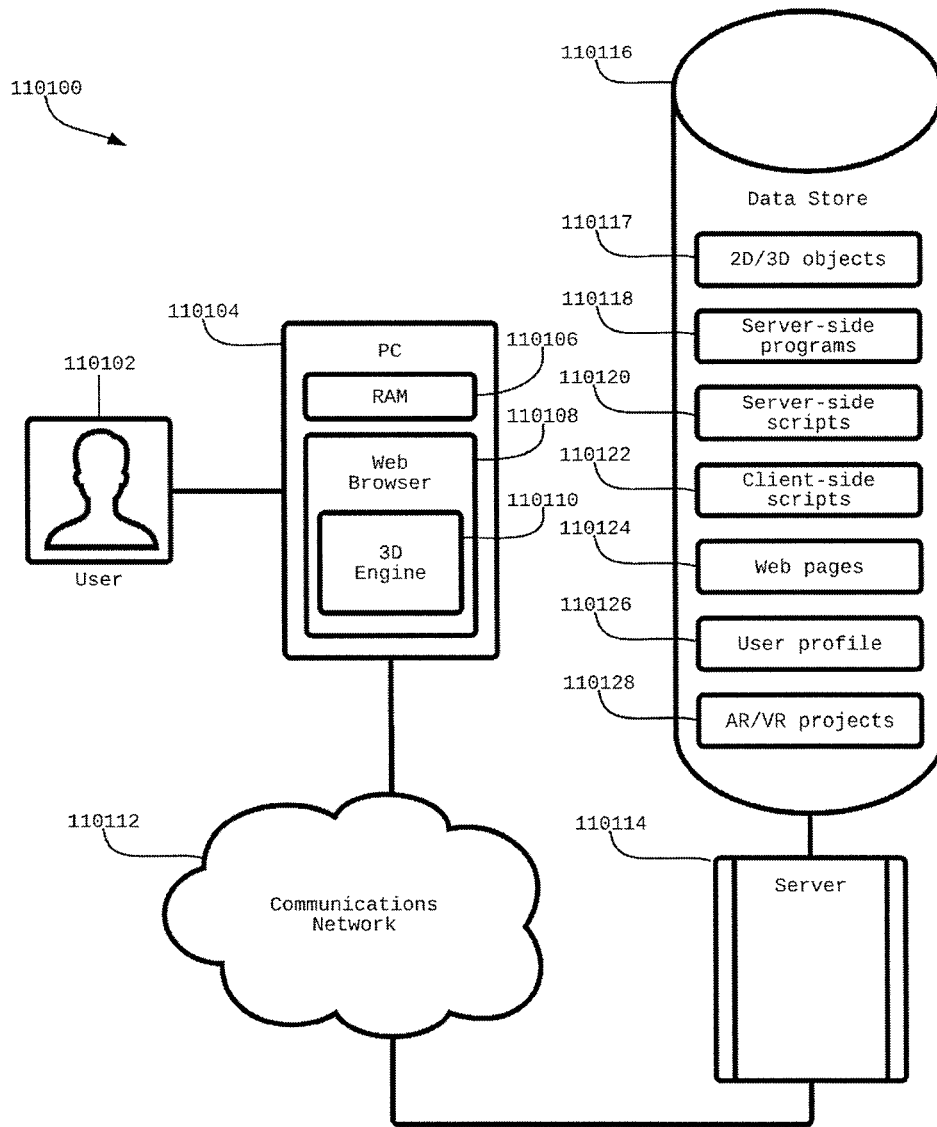 110100
110116
Data Store
110117
2D/3D objects
110118
Server-side
programs
110120
Server-side
scripts
110122
Client-side
scripts
110124
Web pages
110126
User profile
110128
AR/VR projects
110104
PC
110106
RAM
110108
Web
Browser
110110
3D
Engine
110102
User
110112
Communications
Network
110114
Server